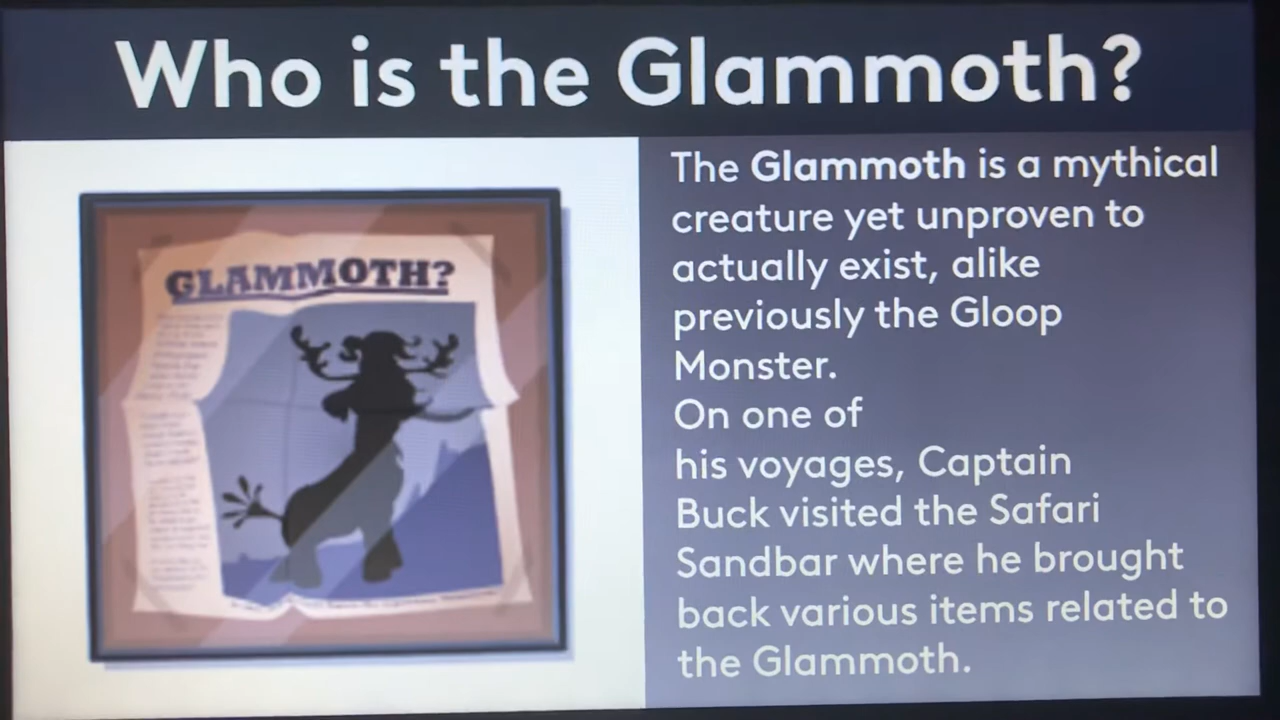 Who is the Glammoth?
GLAMMOTH?
The Glammoth is a mythical
creature yet unproven to
actually exist, alike
previously the Gloop
Monster.
On one of
his voyages, Captain
Buck visited the Safari
Sandbar where he brought
back various items related to
the Glammoth.